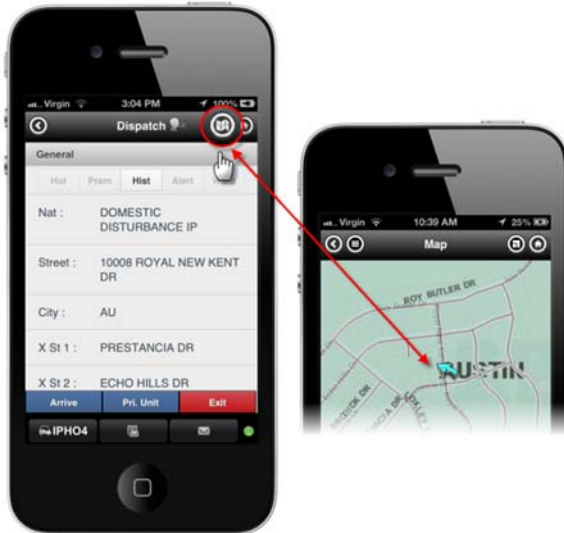 Virgin 3:04 PM 100%
Dispatch
General
Hot Prem Hist Alert
Nat : DOMESTIC
DISTURBANCE IP
Street : 10008 ROYAL NEW KENT
DR
City : AU
X St 1 : PRESTANCIA DR
X St 2 : ECHO HILLS DR
Arrive Pri. Unit Exit
IPHO4
Virgin 10:39 AM 25%
Map
ROY BUTLER DR
AUSTIN